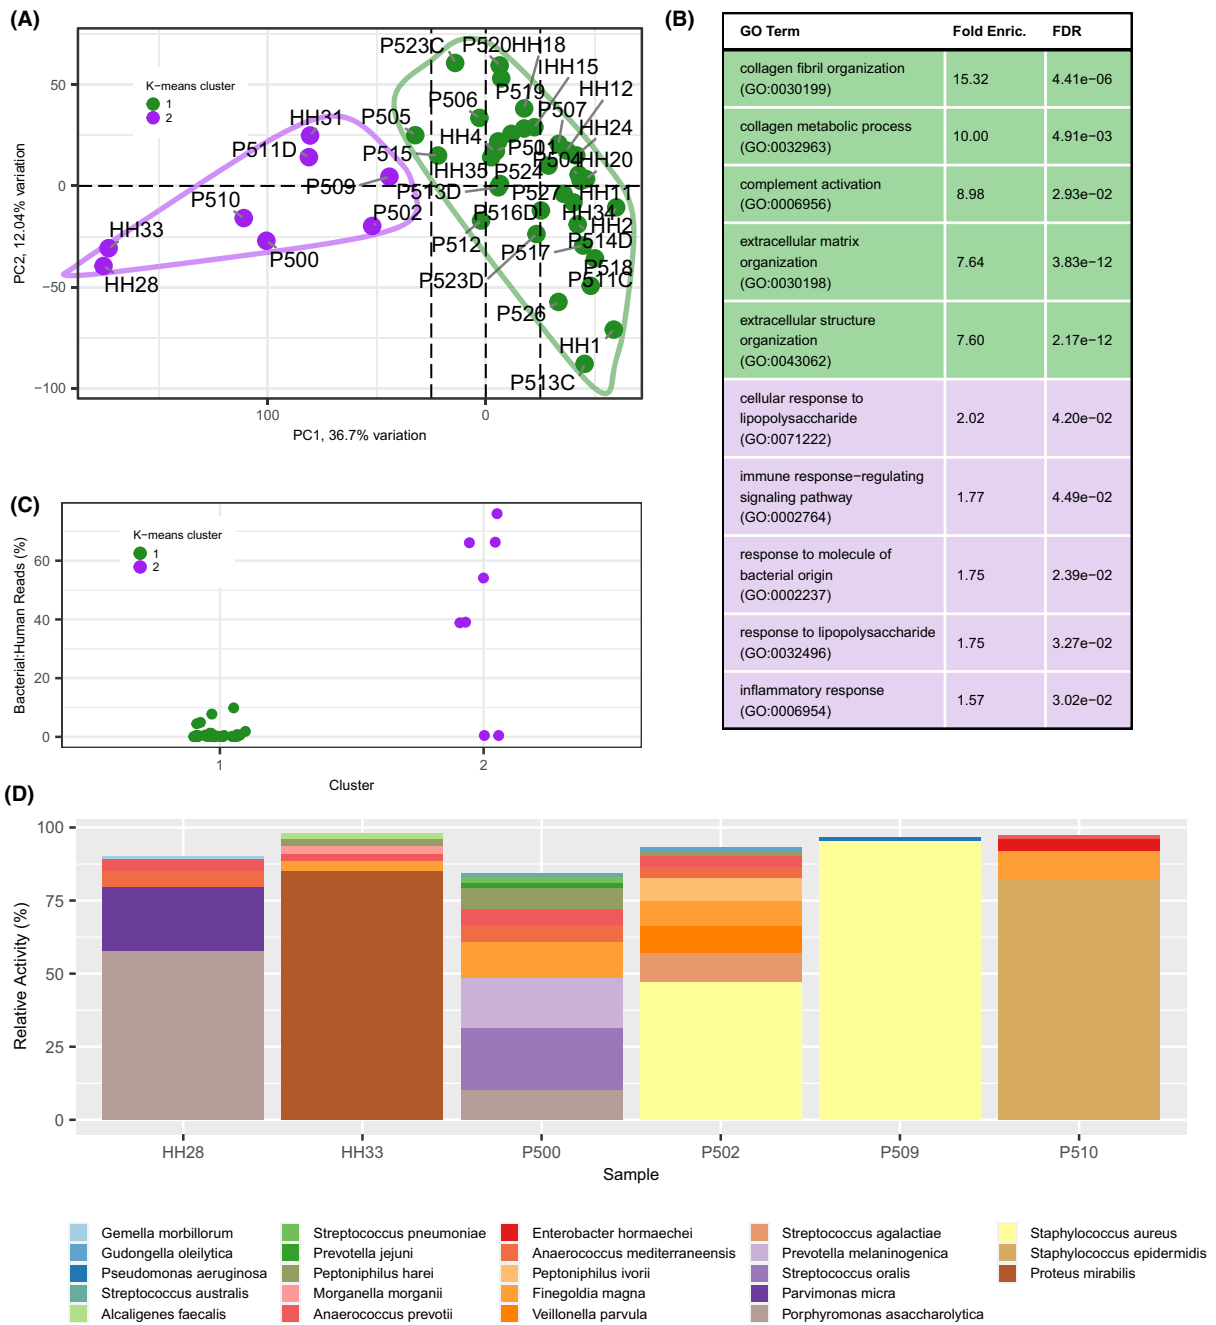 (A)
K−means cluster
1
2
P523C
P520
HH18
HH15
HH12
P506
P519
P507
HH31
P505
HH4
P501
HH24
P511D
P515
HH35
P524
P504
HH20
P509
P513D
P527
HH1
P510
P502
P516D
HH34
HH2
HH33
P500
P512
P517
P514D
HH28
P523D
P518
P511C
P526
HH1
P513C
50
0
−50
−100
100
0
PC2, 12.04% variation
PC1, 36.7% variation
(B)
GO Term Fold Enric. FDR
collagen fibril organization
(GO:0030199) 15.32 4.41e−06
collagen metabolic process
(GO:0032963) 10.00 4.91e−03
complement activation
(GO:0006956) 8.98 2.93e−02
extracellular matrix
organization 7.64 3.83e−12
(GO:0030198)
extracellular structure
organization 7.60 2.17e−12
(GO:0043062)
cellular response to
lipopolysaccharide 2.02 4.20e−02
(GO:0071222)
immune response−regulating
signaling pathway 1.77 4.49e−02
(GO:0002764)
response to molecule of
bacterial origin 1.75 2.39e−02
(GO:0002237)
response to lipopolysaccharide
(GO:0032496) 1.75 3.27e−02
inflammatory response
(GO:0006954) 1.57 3.02e−02
(C)
K−means cluster
1
2
60
40
20
0
Bacterial:Human Reads (%)
1 2
Cluster
(D)
100
75
50
25
0
Relative Activity (%)
HH28 HH33 P500 P502 P509 P510
Sample
Gemella morbillorum
Gudongella oleilytica
Pseudomonas aeruginosa
Streptococcus australis
Alcaligenes faecalis
Streptococcus pneumoniae
Prevotella jejuni
Peptoniphilus harei
Morganella morganii
Anaerococcus prevotii
Enterobacter hormaechei
Anaerococcus mediterraneensis
Peptoniphilus ivorii
Finegoldia magna
Veillonella parvula
Streptococcus agalactiae
Prevotella melaninogenica
Streptococcus oralis
Parvimonas micra
Porphyromonas asaccharolytica
Staphylococcus aureus
Staphylococcus epidermidis
Proteus mirabilis